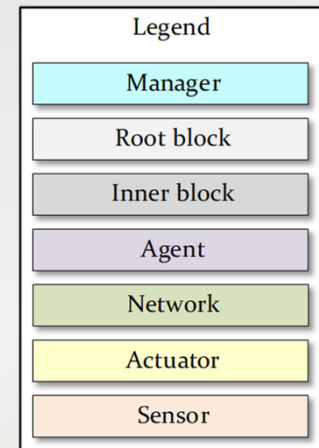 Legend
Manager
Root block
Inner block
Agent
Network
Actuator
Sensor